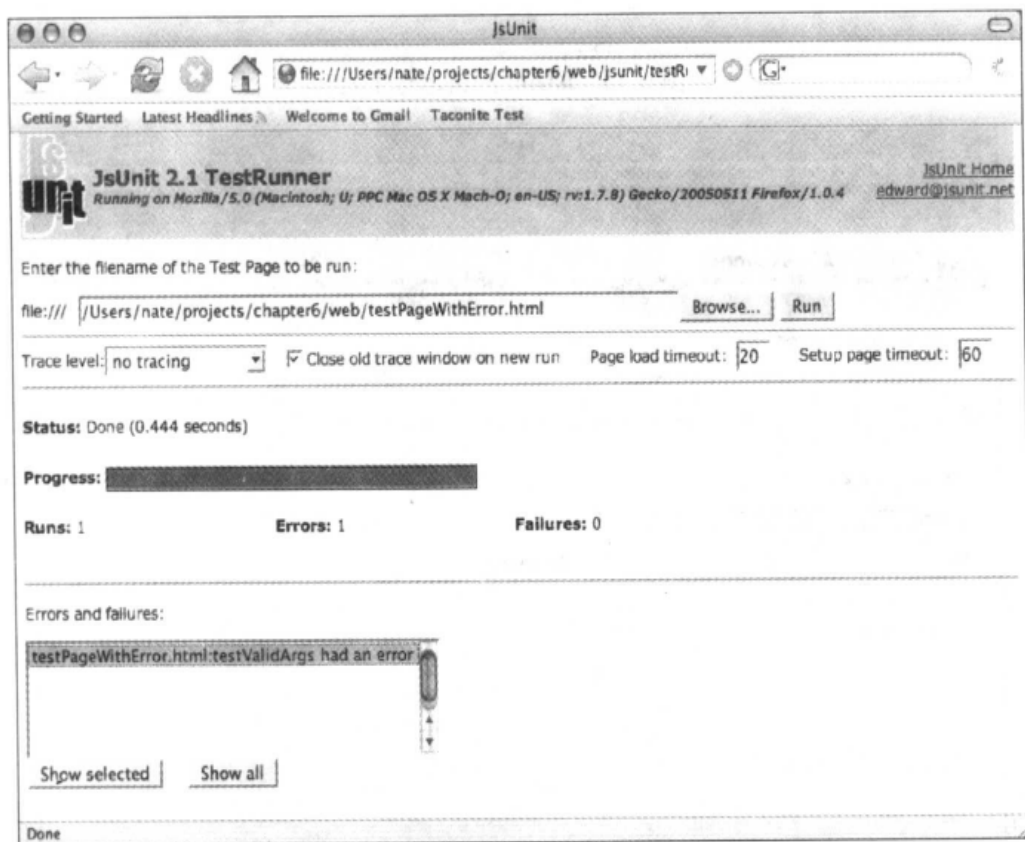 JsUnit
file:///Users/nate/projects/chapter6/web/jsunit/testRu
G
Getting Started Latest Headlines Welcome to Gmail Taconite Test
JS unit
JsUnit 2.1 TestRunner
JsUnit Home
Running on Mozilla/5.0 (Macintosh; U; PPC Mac OS X Mach-O; en-US; rv:1.7.8) Gecko/20050511 Firefox/1.0.4
edward@jsunit.net
Enter the filename of the Test Page to be run:
file:/// /Users/nate/projects/chapter6/web/testPageWithError.html Browse... Run
Trace level: no tracing Close old trace window on new run Page load timeout: 20 Setup page timeout: 60
Status: Done (0.444 seconds)
Progress:
Runs: 1 Errors: 1 Failures: 0
Errors and failures:
testPageWithError.html:testValidArgs had an error
Show selected Show all
Done